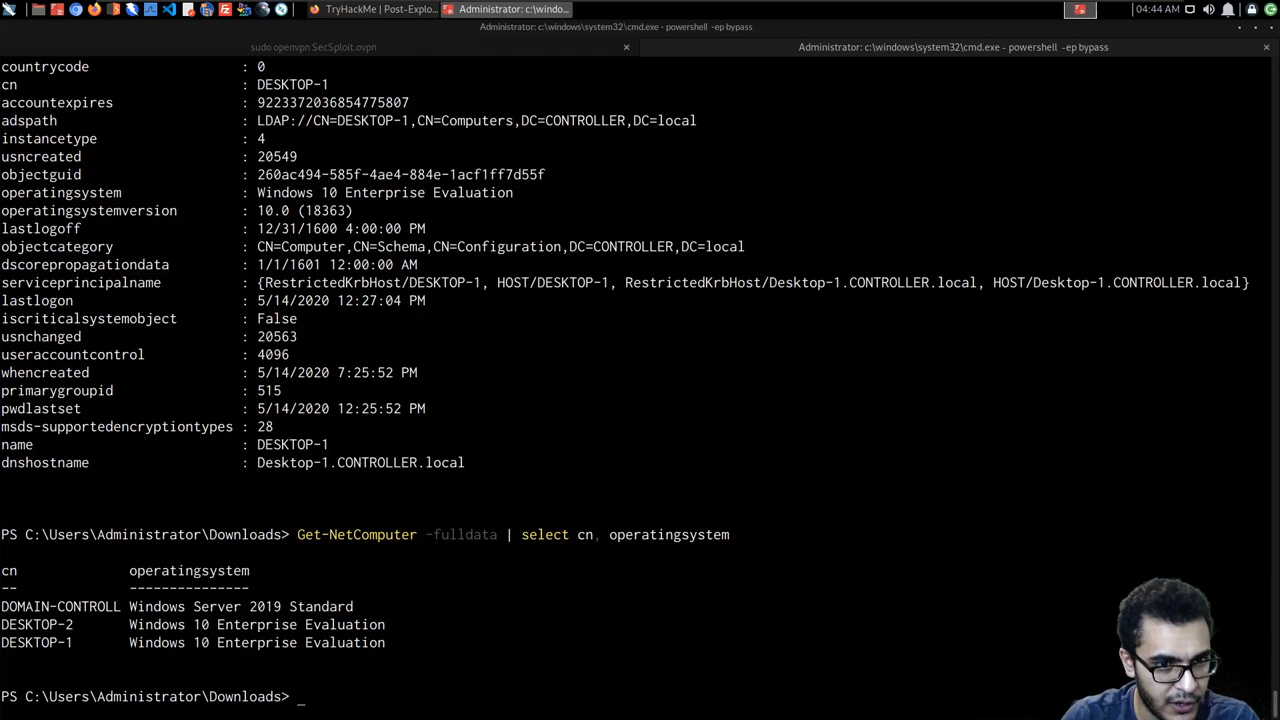 TryHackMe | Post-Explo...
Administrator: c:\windo...
04:44 AM
Administrator: c:\windows\system32\cmd.exe - powershell -ep bypass
sudo openvpn SecSploit.ovpn
Administrator: c:\windows\system32\cmd.exe - powershell -ep bypass
countrycode : 0
cn : DESKTOP-1
accountexpires : 9223372036854775807
adspath : LDAP://CN=DESKTOP-1,CN=Computers,DC=CONTROLLER,DC=local
instancetype : 4
usncreated : 20549
objectguid : 260ac494-585f-4ae4-884e-1acf1ff7d55f
operatingsystem : Windows 10 Enterprise Evaluation
operatingsystemversion : 10.0 (18363)
lastlogoff : 12/31/1600 4:00:00 PM
objectcategory : CN=Computer,CN=Schema,CN=Configuration,DC=CONTROLLER,DC=local
dscorepropagationdata : 1/1/1601 12:00:00 AM
serviceprincipalname : {RestrictedKrbHost/DESKTOP-1, HOST/DESKTOP-1, RestrictedKrbHost/Desktop-1.CONTROLLER.local, HOST/Desktop-1.CONTROLLER.local}
lastlogon : 5/14/2020 12:27:04 PM
iscriticalsystemobject : False
usnchanged : 20563
useraccountcontrol : 4096
whencreated : 5/14/2020 7:25:52 PM
primarygroupid : 515
pwdlastset : 5/14/2020 12:25:52 PM
msds-supportedencryptiontypes : 28
name : DESKTOP-1
dnshostname : Desktop-1.CONTROLLER.local
PS C:\Users\Administrator\Downloads> Get-NetComputer -fulldata | select cn, operatingsystem
cn operatingsystem
-- ---------------
DOMAIN-CONTROLL Windows Server 2019 Standard
DESKTOP-2 Windows 10 Enterprise Evaluation
DESKTOP-1 Windows 10 Enterprise Evaluation
PS C:\Users\Administrator\Downloads> _